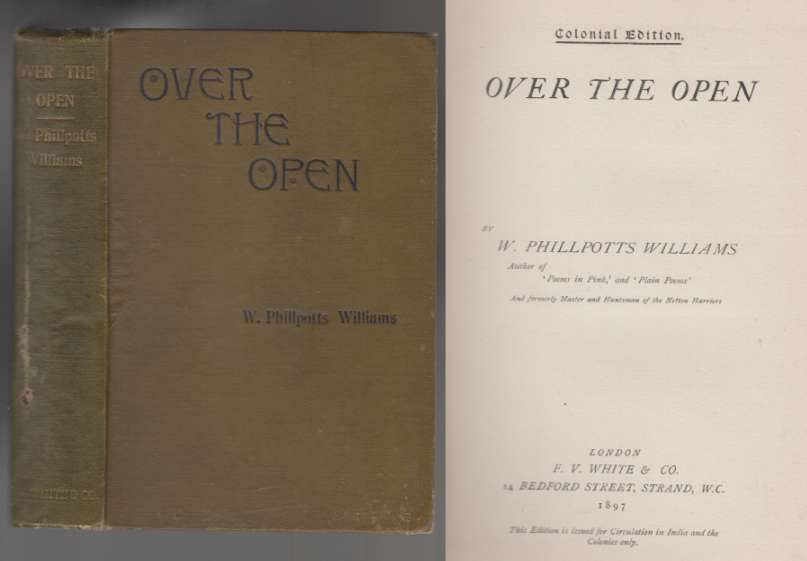 OVER THE
OPEN
Phillpotts
Williams
WHITE & CO.
OVER
THE
OPEN
W. Phillpotts Williams
Colonial Edition.
OVER THE OPEN
BY
W. PHILLPOTTS WILLIAMS
Author of
'Poems in Pink,' and 'Plain Poems'
And formerly Master and Huntsman of the Netton Harriers
LONDON
F. V. WHITE & CO.
14 BEDFORD STREET, STRAND, W.C.
1897
This Edition is issued for Circulation in India and the
Colonies only.